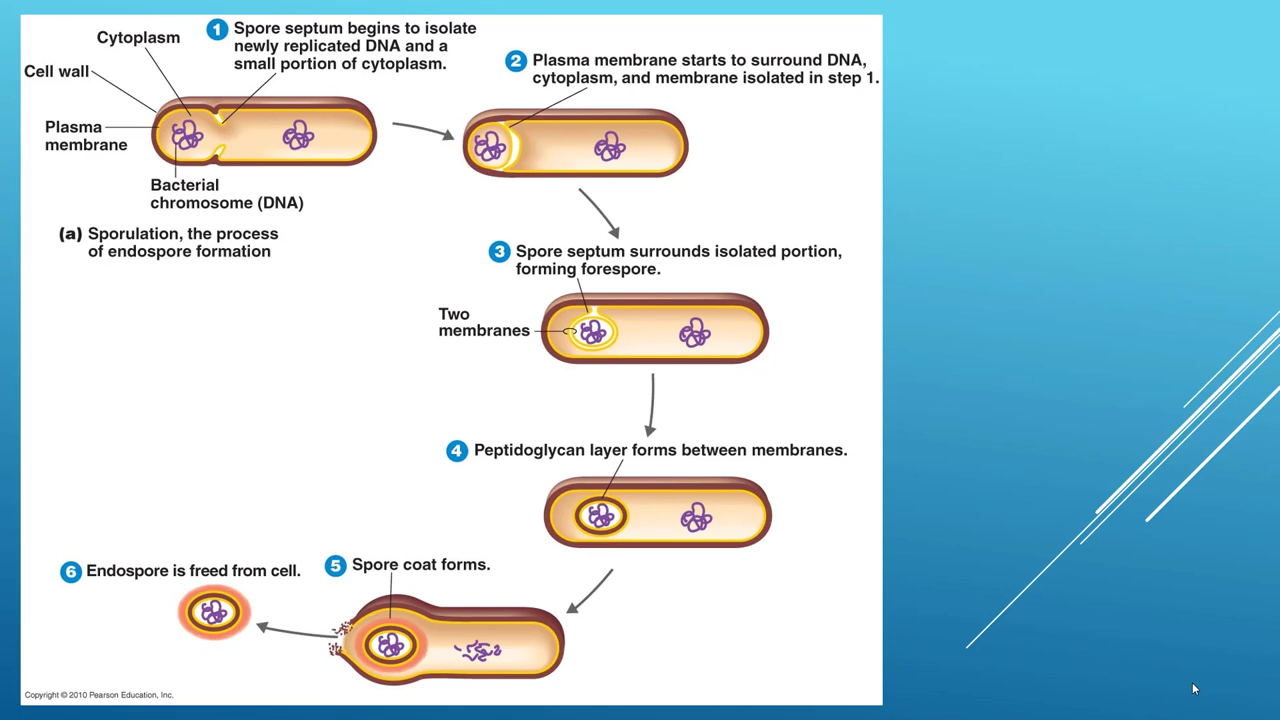 Cytoplasm
Cell wall
Plasma
membrane
Bacterial
chromosome (DNA)
1 Spore septum begins to isolate
newly replicated DNA and a
small portion of cytoplasm.
2 Plasma membrane starts to surround DNA,
cytoplasm, and membrane isolated in step 1.
(a) Sporulation, the process
of endospore formation
3 Spore septum surrounds isolated portion,
forming forespore.
Two
membranes
4 Peptidoglycan layer forms between membranes.
5 Spore coat forms.
6 Endospore is freed from cell.
Copyright © 2010 Pearson Education, Inc.